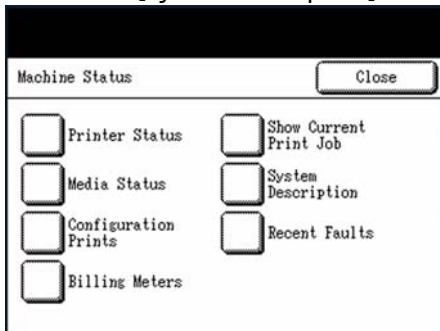 Machine Status
Close
Printer Status
Show Current
Print Job
Media Status
System
Description
Configuration
Prints
Recent Faults
Billing Meters